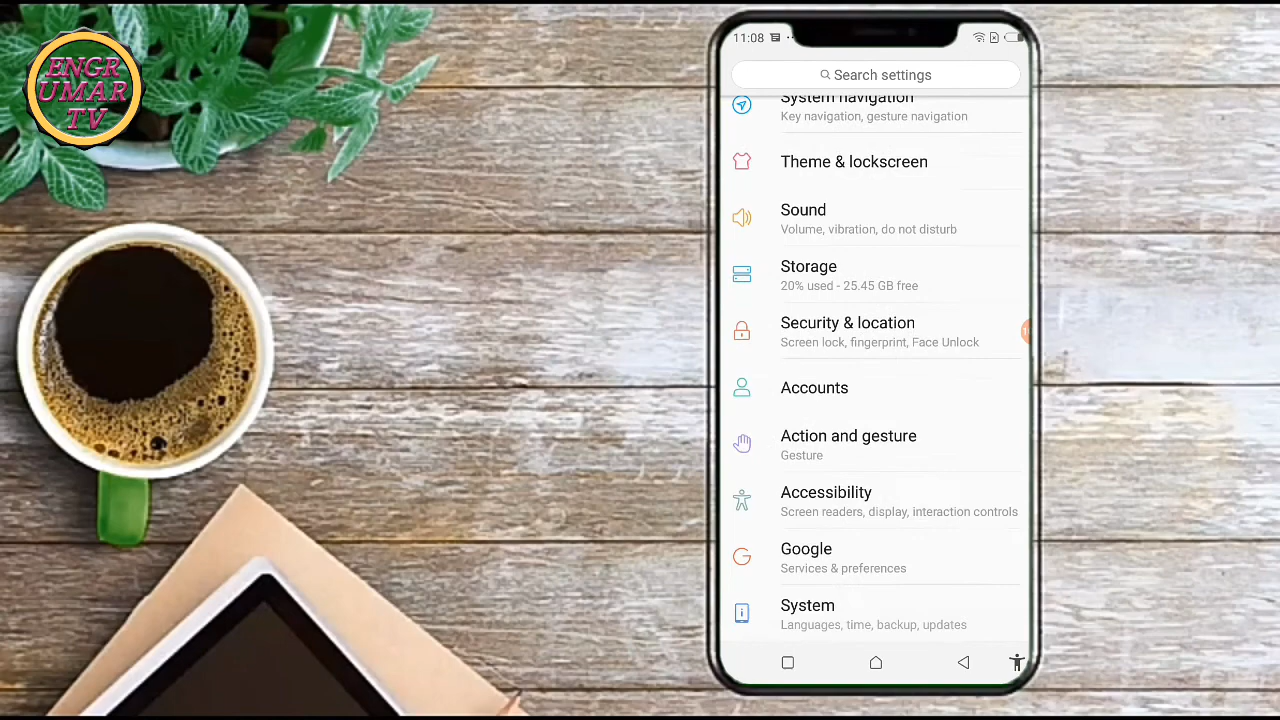 ENGR
UMAR
TV
11:08
Search settings
System navigation
Key navigation, gesture navigation
Theme & lockscreen
Sound
Volume, vibration, do not disturb
Storage
20% used - 25.45 GB free
Security & location
Screen lock, fingerprint, Face Unlock
Accounts
Action and gesture
Gesture
Accessibility
Screen readers, display, interaction controls
Google
Services & preferences
System
Languages, time, backup, updates